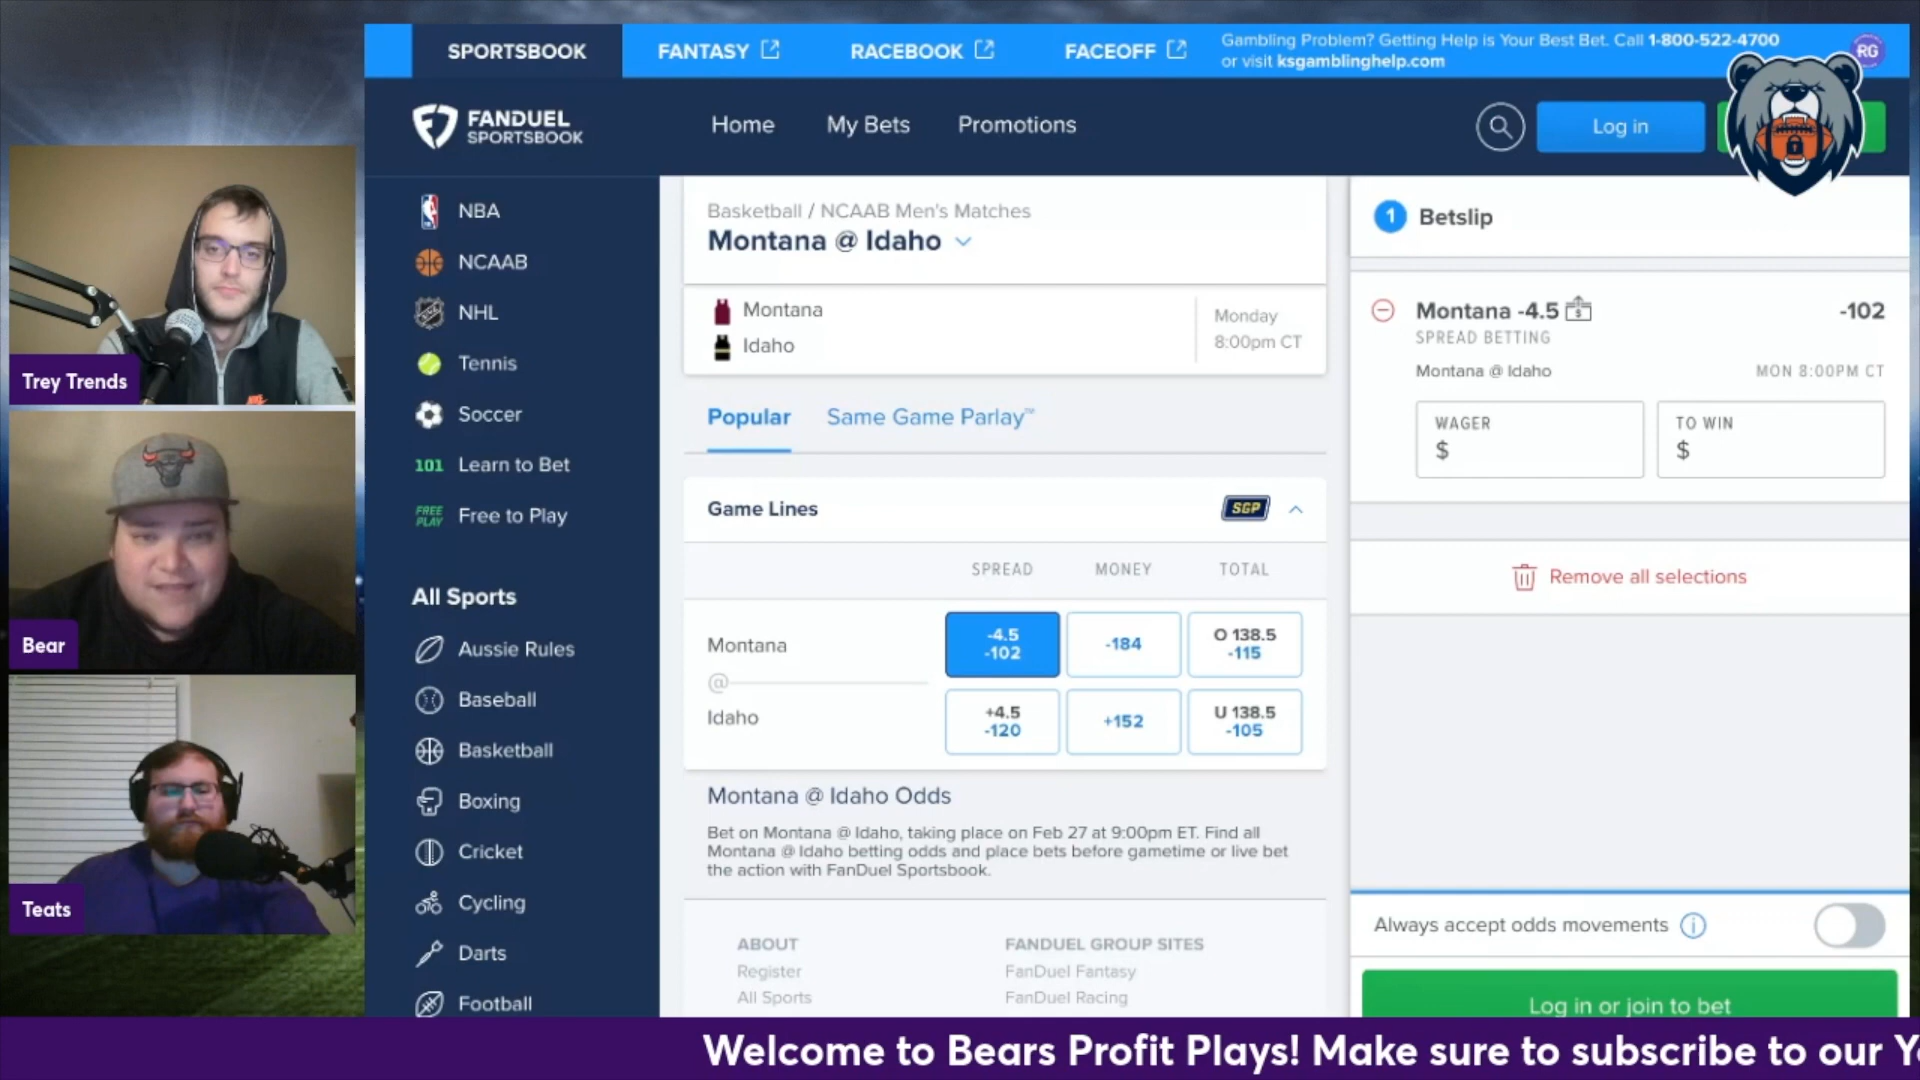 SPORTSBOOK
FANTASY
RACEBOOK
FACEOFF
Gambling Problem? Getting Help is Your Best Bet. Call 1-800-522-4700
or visit ksgamblinghelp.com
RG
FANDUEL
SPORTSBOOK
Home
My Bets
Promotions
Log in
NBA
NCAAB
NHL
Tennis
Soccer
101 Learn to Bet
FREE PLAY Free to Play
All Sports
Aussie Rules
Baseball
Basketball
Boxing
Cricket
Cycling
Darts
Football
Basketball / NCAAB Men's Matches
Montana @ Idaho
Montana
Idaho
Monday
8:00pm CT
Popular
Same Game Parlay™
Game Lines
SGP
SPREAD MONEY TOTAL
Montana
-4.5
-102
-184
O 138.5
-115
@
Idaho
+4.5
-120
+152
U 138.5
-105
Montana @ Idaho Odds
Bet on Montana @ Idaho, taking place on Feb 27 at 9:00pm ET. Find all
Montana @ Idaho betting odds and place bets before gametime or live bet
the action with FanDuel Sportsbook.
ABOUT
Register
All Sports
FANDUEL GROUP SITES
FanDuel Fantasy
FanDuel Racing
1 Betslip
Montana -4.5
-102
SPREAD BETTING
Montana @ Idaho
MON 8:00PM CT
WAGER
$
TO WIN
$
Remove all selections
Always accept odds movements
Log in or join to bet
Trey Trends
Bear
Teats
Welcome to Bears Profit Plays! Make sure to subscribe to our Y